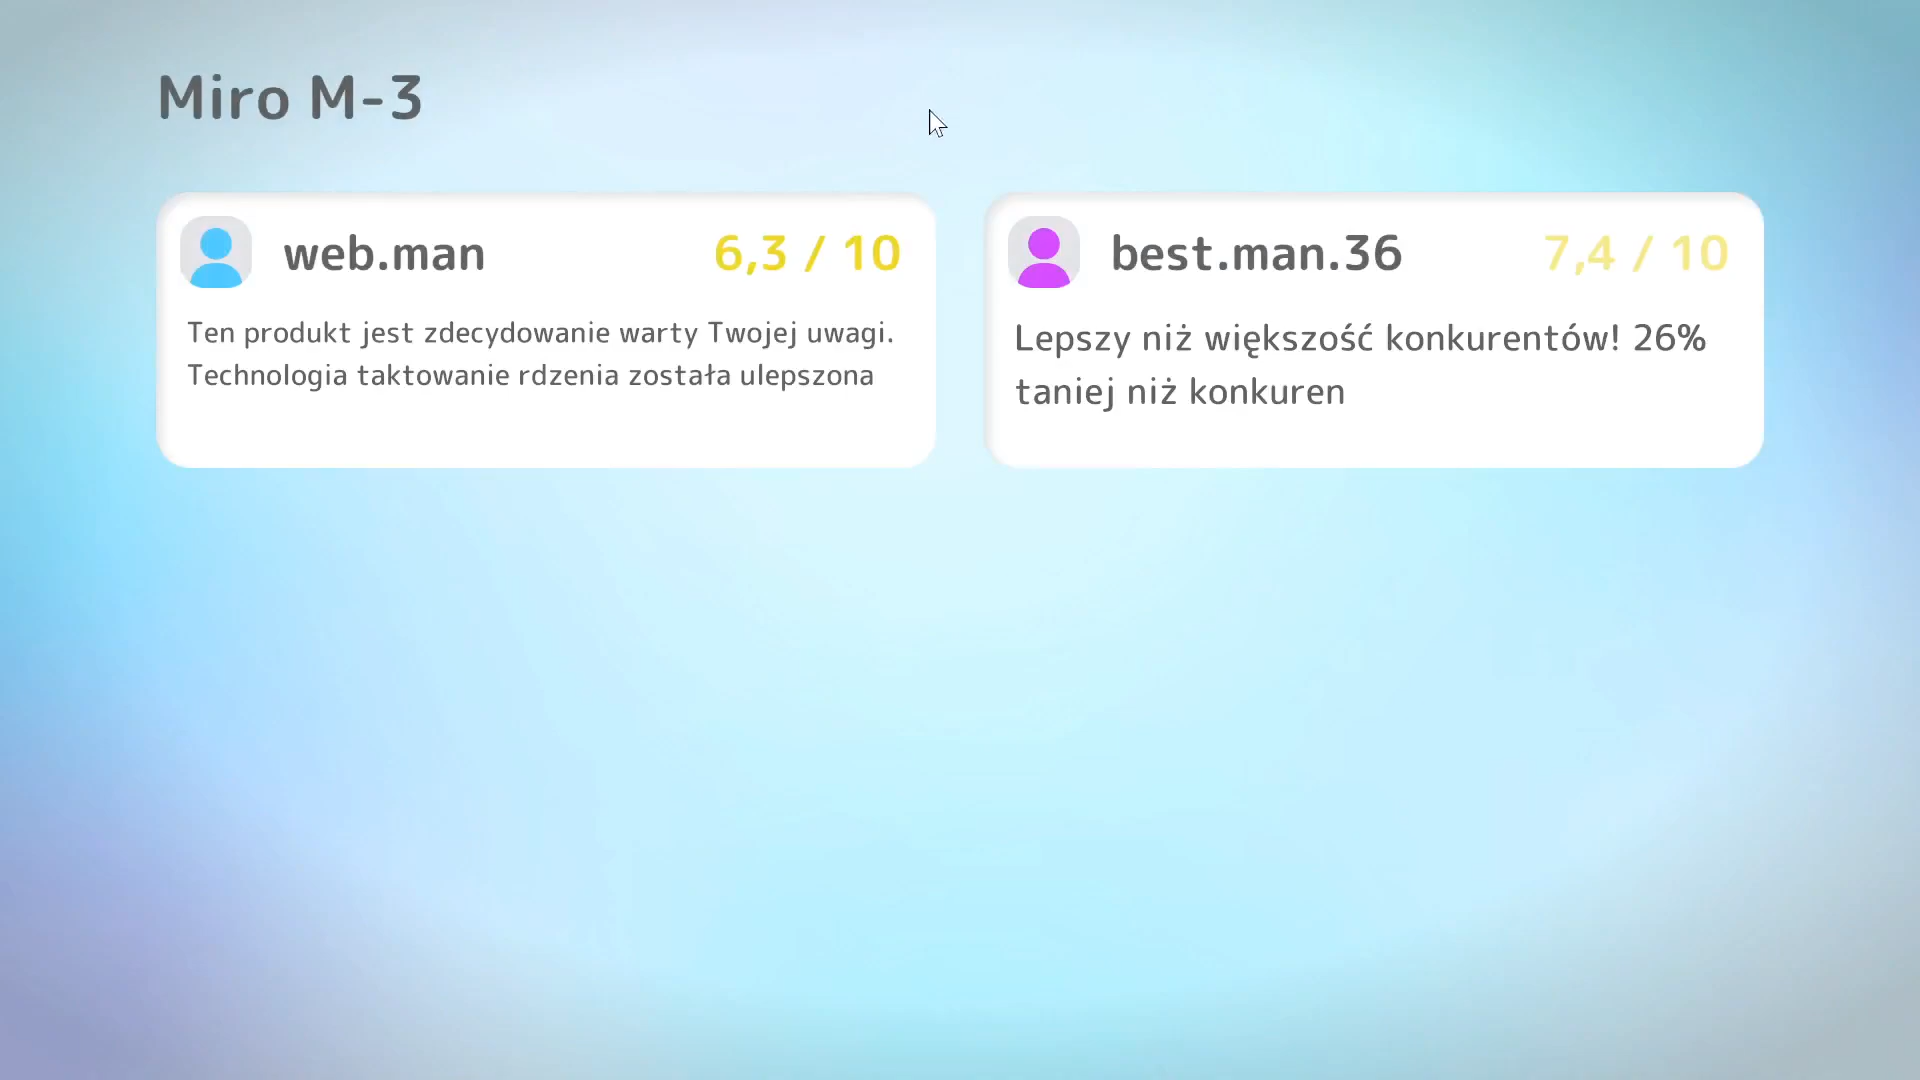 Miro M-3
web.man 6,3 / 10
Ten produkt jest zdecydowanie warty Twojej uwagi.
Technologia taktowanie rdzenia została ulepszona
best.man.36 7,4 / 10
Lepszy niż większość konkurentów! 26%
taniej niż konkuren